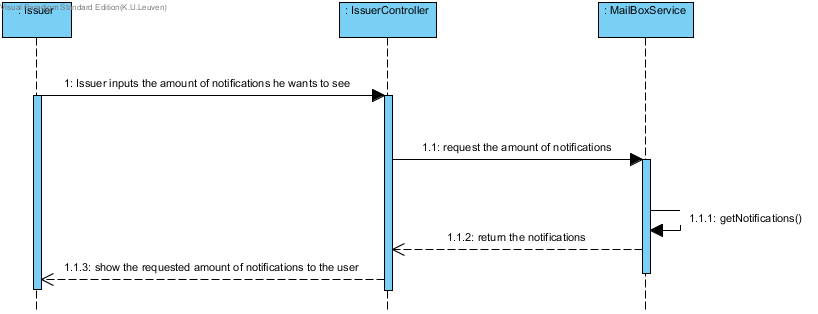 Visual Paradigm Standard Edition(K.U.Leuven)
: Issuer
: IssuerController
: MailBoxService
1: Issuer inputs the amount of notifications he wants to see
1.1: request the amount of notifications
1.1.1: getNotifications()
1.1.2: return the notifications
1.1.3: show the requested amount of notifications to the user